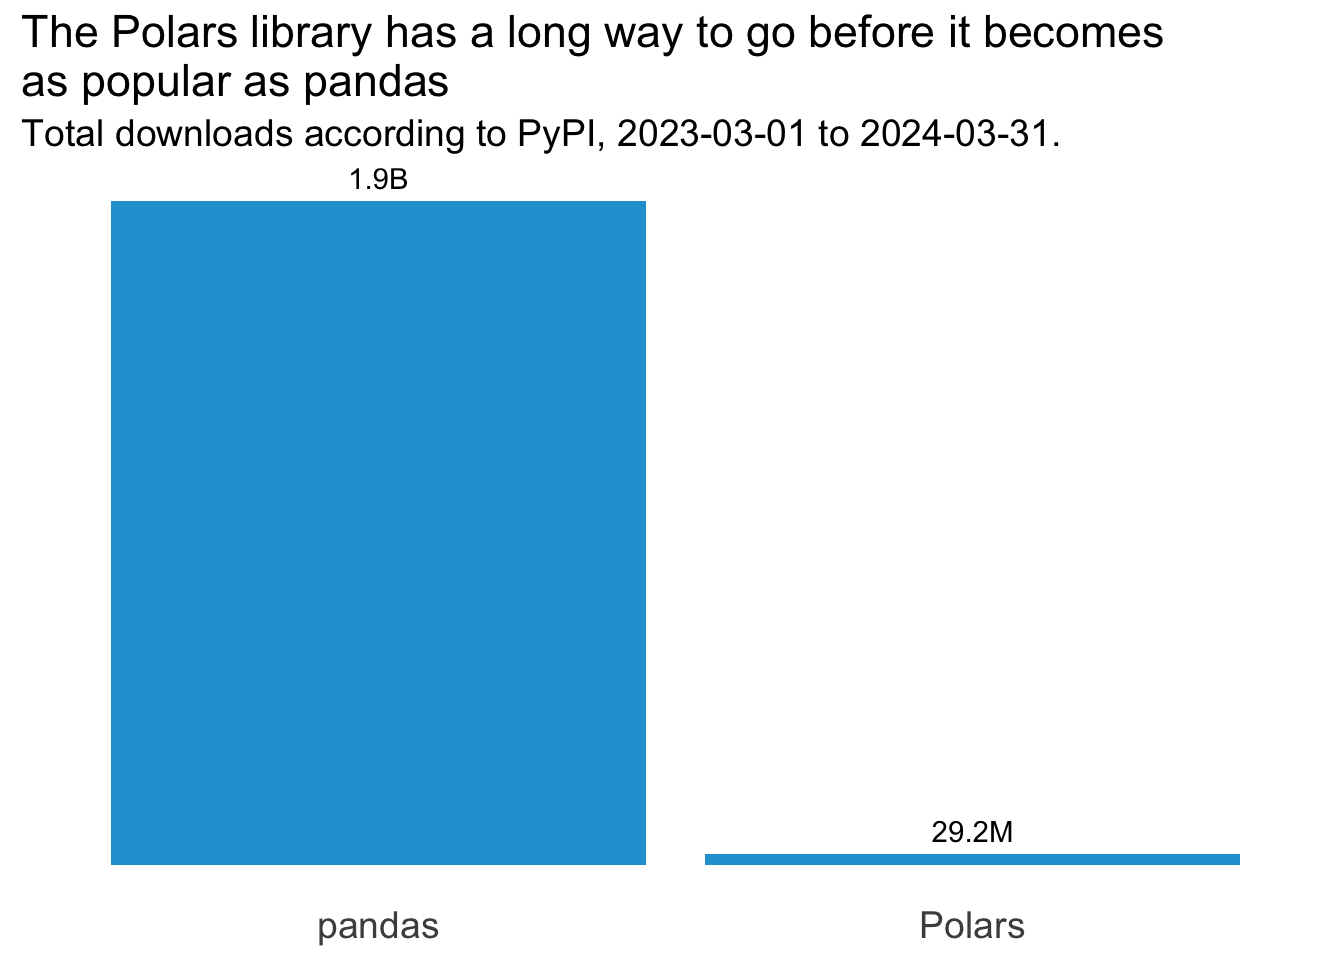 The Polars library has a long way to go before it becomes
as popular as pandas
Total downloads according to PyPI, 2023-03-01 to 2024-03-31.
1.9B
29.2M
pandas
Polars